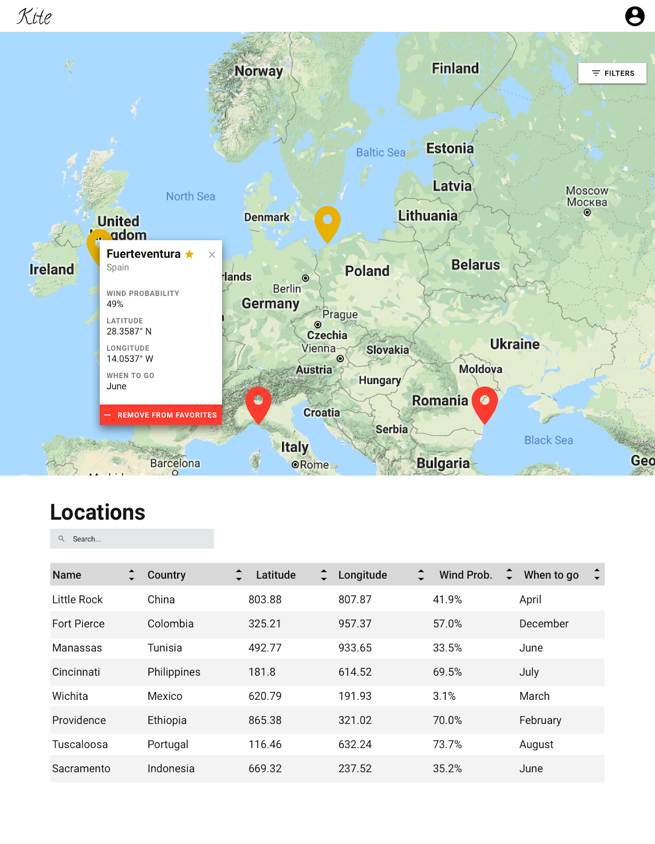 Kite
Norway
Finland
FILTERS
Baltic Sea
Estonia
North Sea
Latvia
Moscow
Москва
United
Denmark
Lithuania
Ireland
Fuerteventura
Spain
WIND PROBABILITY
49%
LATITUDE
28.3587° N
LONGITUDE
14.0537° W
WHEN TO GO
June
REMOVE FROM FAVORITES
Poland
Belarus
Berlin
Germany
Prague
Czechia
Vienna
Slovakia
Ukraine
Austria
Moldova
Hungary
Romania
Croatia
Serbia
Italy
Black Sea
Barcelona
Rome
Bulgaria
Geo
Locations
Search...
Name Country Latitude Longitude Wind Prob. When to go
Little Rock China 803.88 807.87 41.9% April
Fort Pierce Colombia 325.21 957.37 57.0% December
Manassas Tunisia 492.77 933.65 33.5% June
Cincinnati Philippines 181.8 614.52 69.5% July
Wichita Mexico 620.79 191.93 3.1% March
Providence Ethiopia 865.38 321.02 70.0% February
Tuscaloosa Portugal 116.46 632.24 73.7% August
Sacramento Indonesia 669.32 237.52 35.2% June